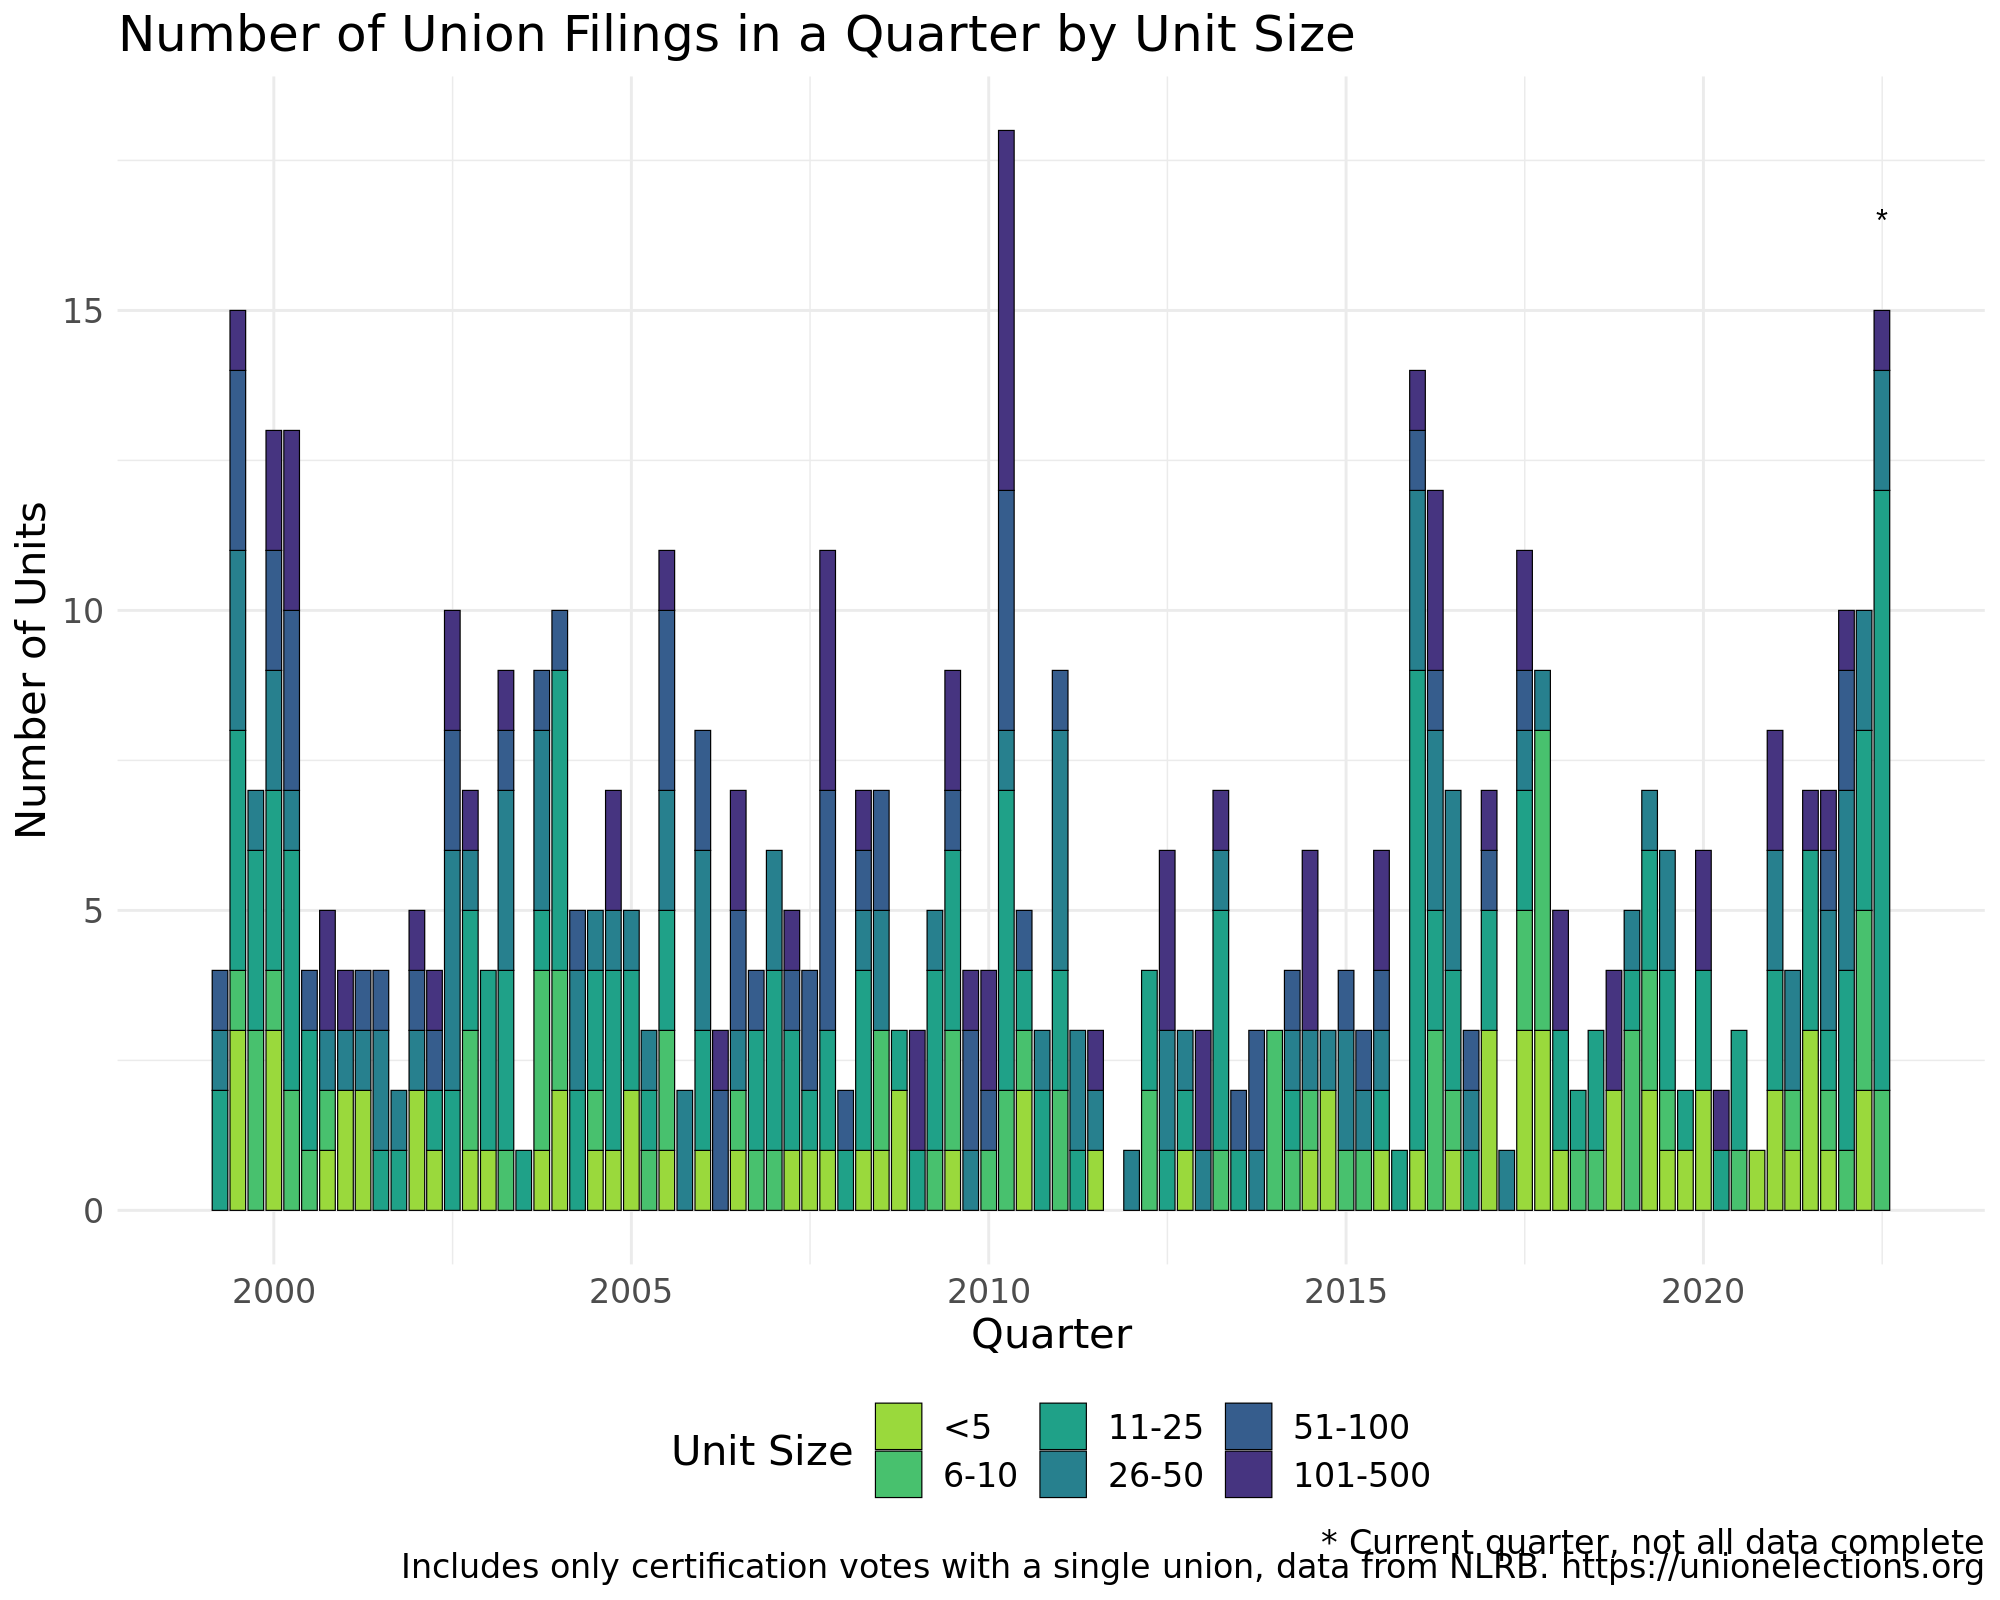 Number of Union Filings in a Quarter by Unit Size
*
15
10
5
0
Number of Units
2000 2005 2010 2015 2020
Quarter
Unit Size
<5 11-25 51-100
6-10 26-50 101-500
* Current quarter, not all data complete
Includes only certification votes with a single union, data from NLRB. https://unionelections.org